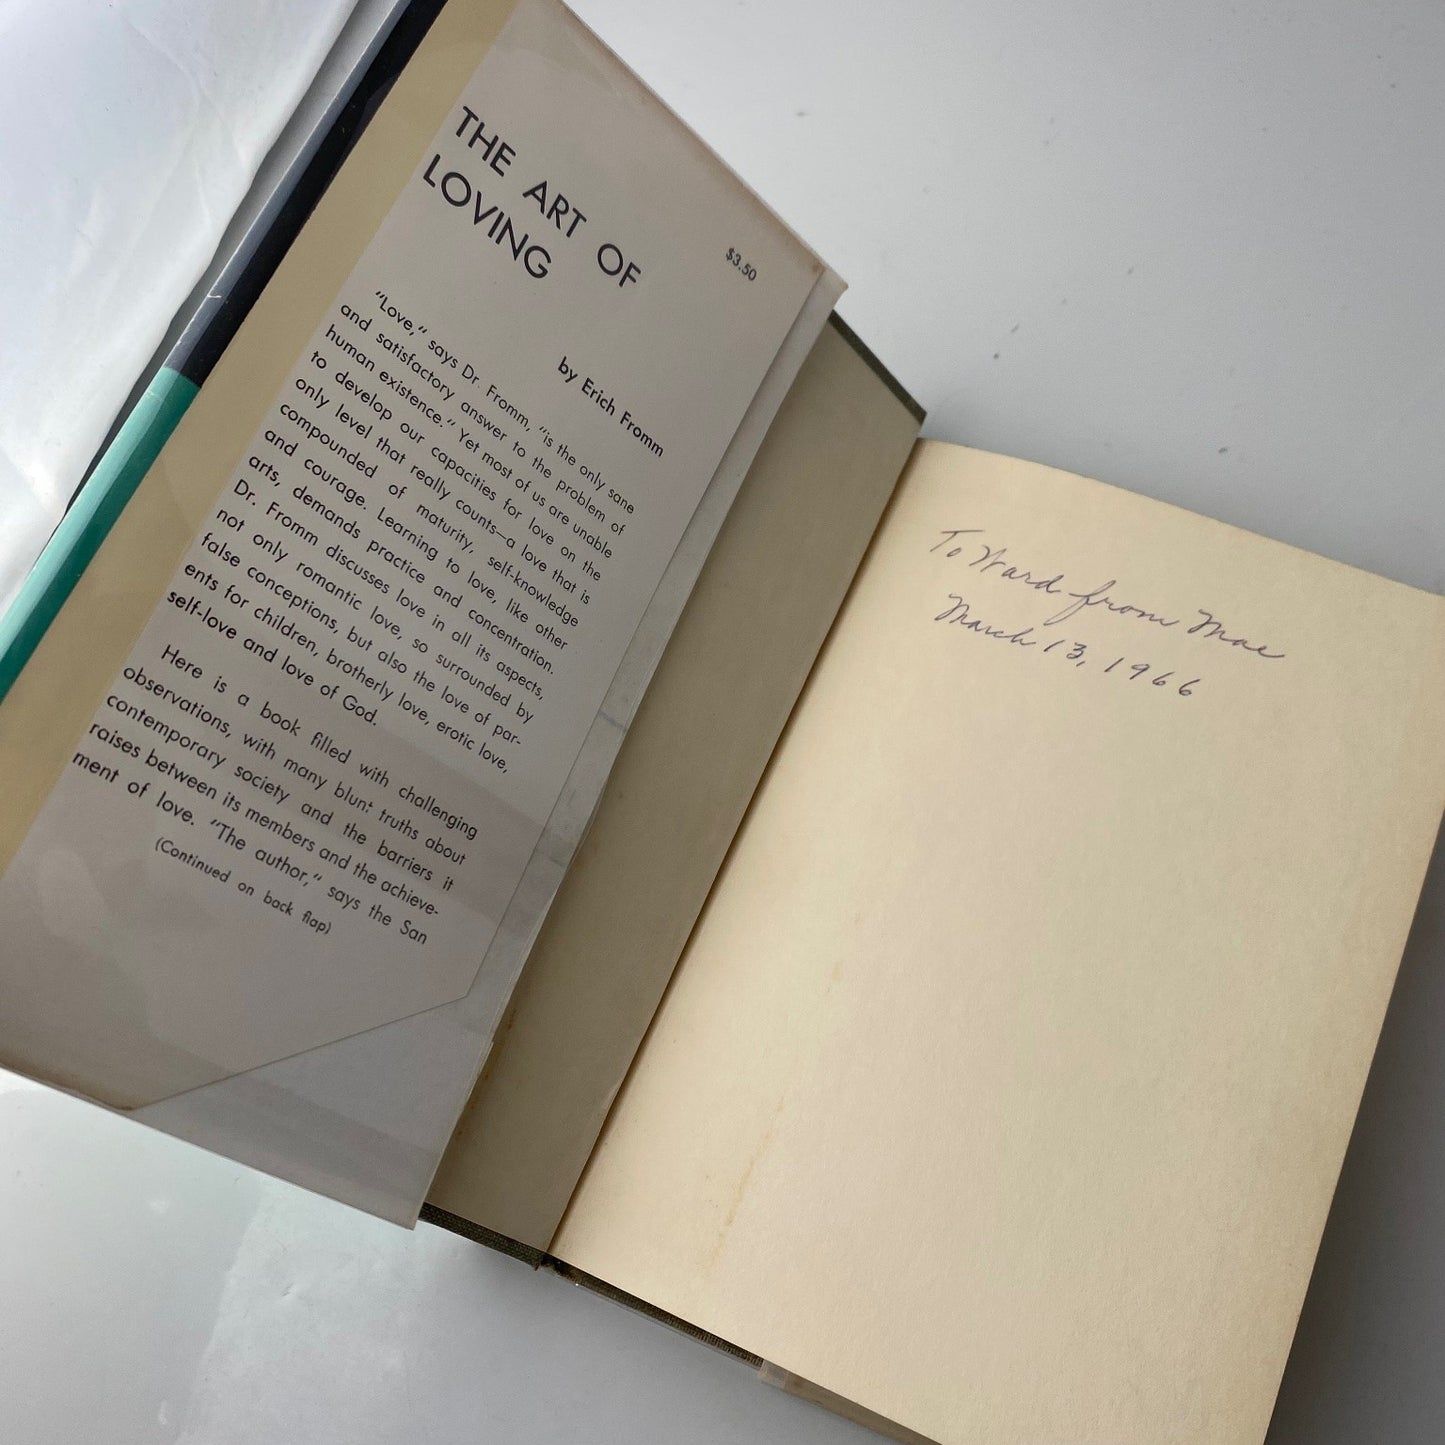 THE ART OF
LOVING
$3.50
by Erich Fromm
"Love," says Dr. Fromm, "is the only sane
and satisfactory answer to the problem of
human existence." Yet most of us are unable
to develop our capacities for love on the
only level that really counts—a love that is
compounded of maturity, self-knowledge
and courage. Learning to love, like other
arts, demands practice and concentration.
Dr. Fromm discusses love in all its aspects,
not only romantic love, so surrounded by
false conceptions, but also the love of par-
ents for children, brotherly love, erotic love,
self-love and love of God.
Here is a book filled with challenging
observations, with many blunt truths about
contemporary society and the barriers it
raises between its members and the achieve-
ment of love. "The author," says the San
(Continued on back flap)
To Ward from Mae
March 13, 1966